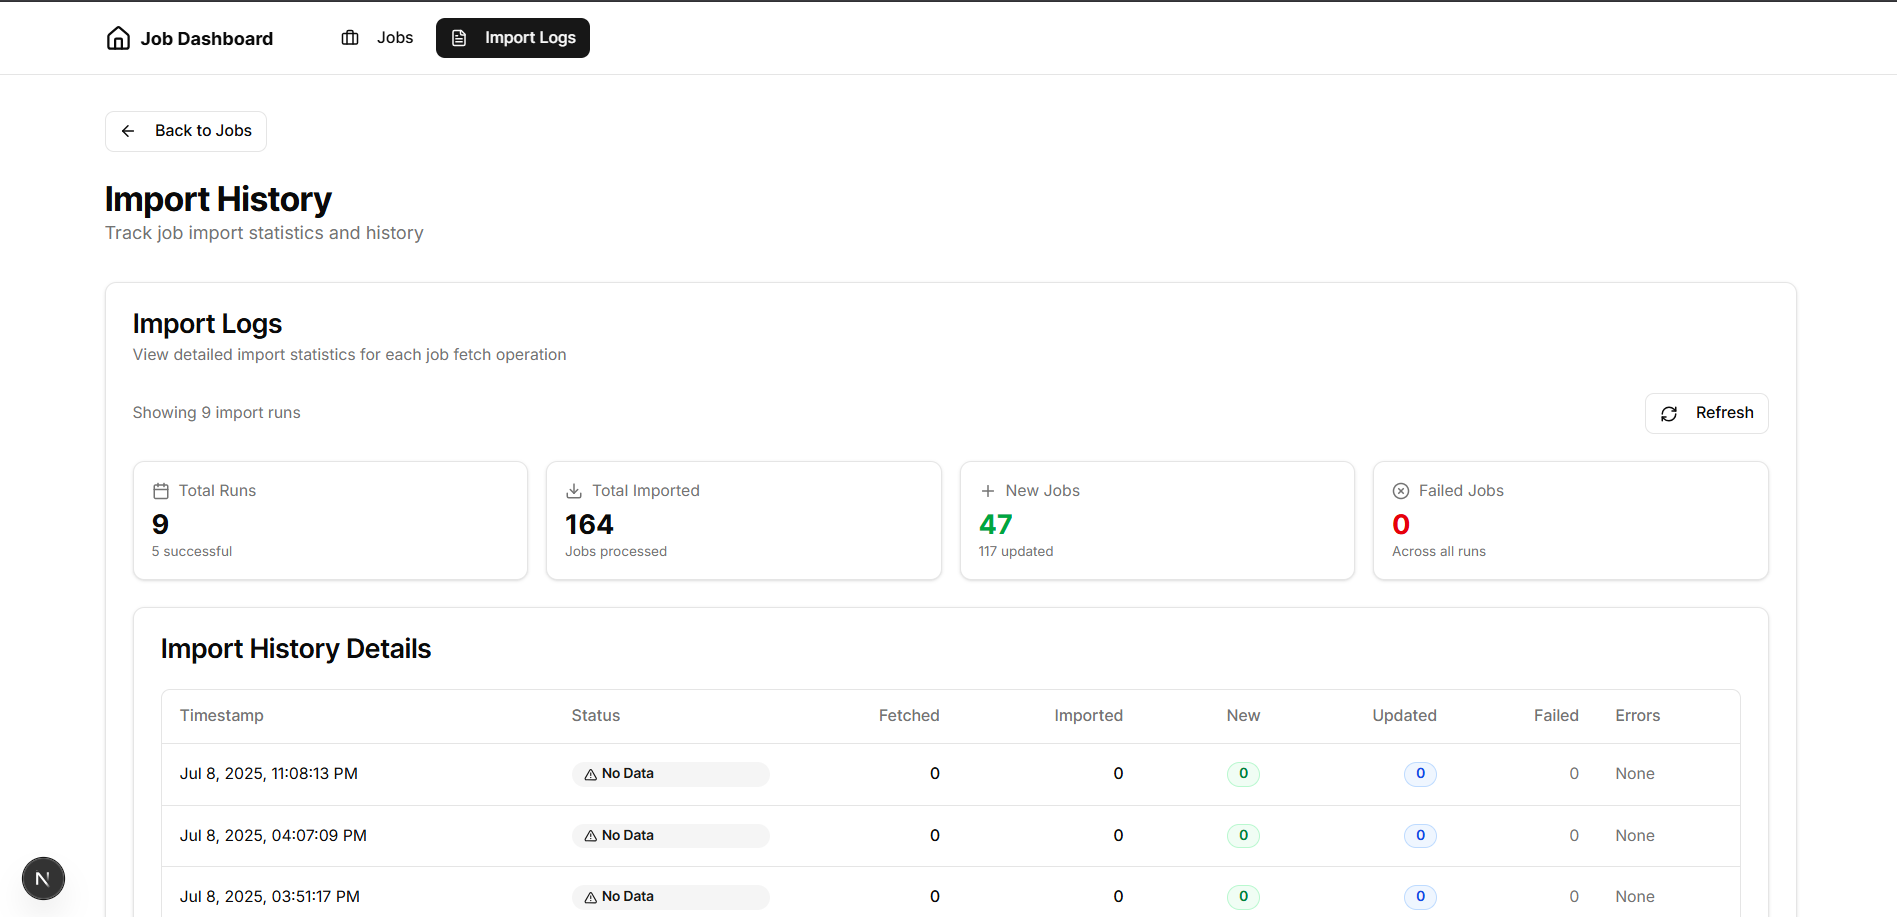 Job Dashboard Jobs Import Logs
Back to Jobs
Import History
Track job import statistics and history
Import Logs
View detailed import statistics for each job fetch operation
Showing 9 import runs Refresh
Total Runs Total Imported New Jobs Failed Jobs
9 164 47 0
5 successful Jobs processed 117 updated Across all runs
Import History Details
Timestamp Status Fetched Imported New Updated Failed Errors
Jul 8, 2025, 11:08:13 PM No Data 0 0 0 0 0 None
Jul 8, 2025, 04:07:09 PM No Data 0 0 0 0 0 None
Jul 8, 2025, 03:51:17 PM No Data 0 0 0 0 0 None
N